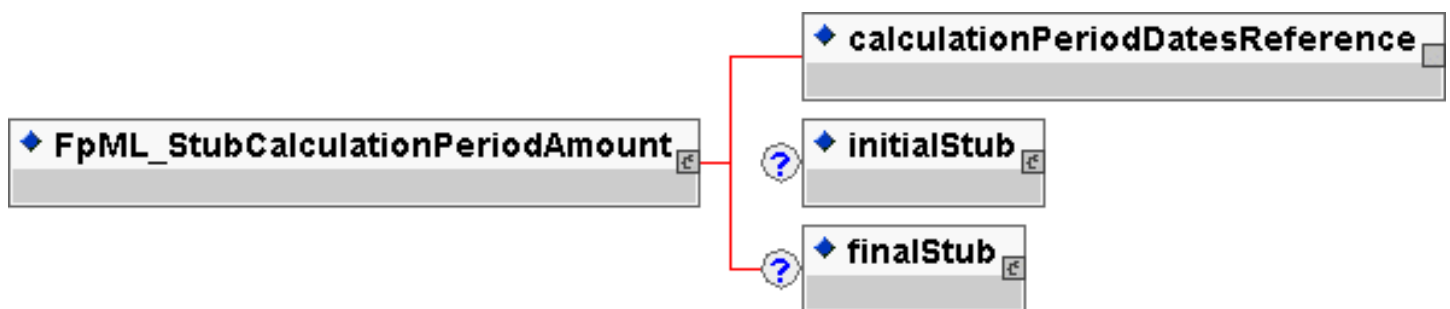 calculationPeriodDatesReference
FpML_StubCalculationPeriodAmount
? initialStub
? finalStub